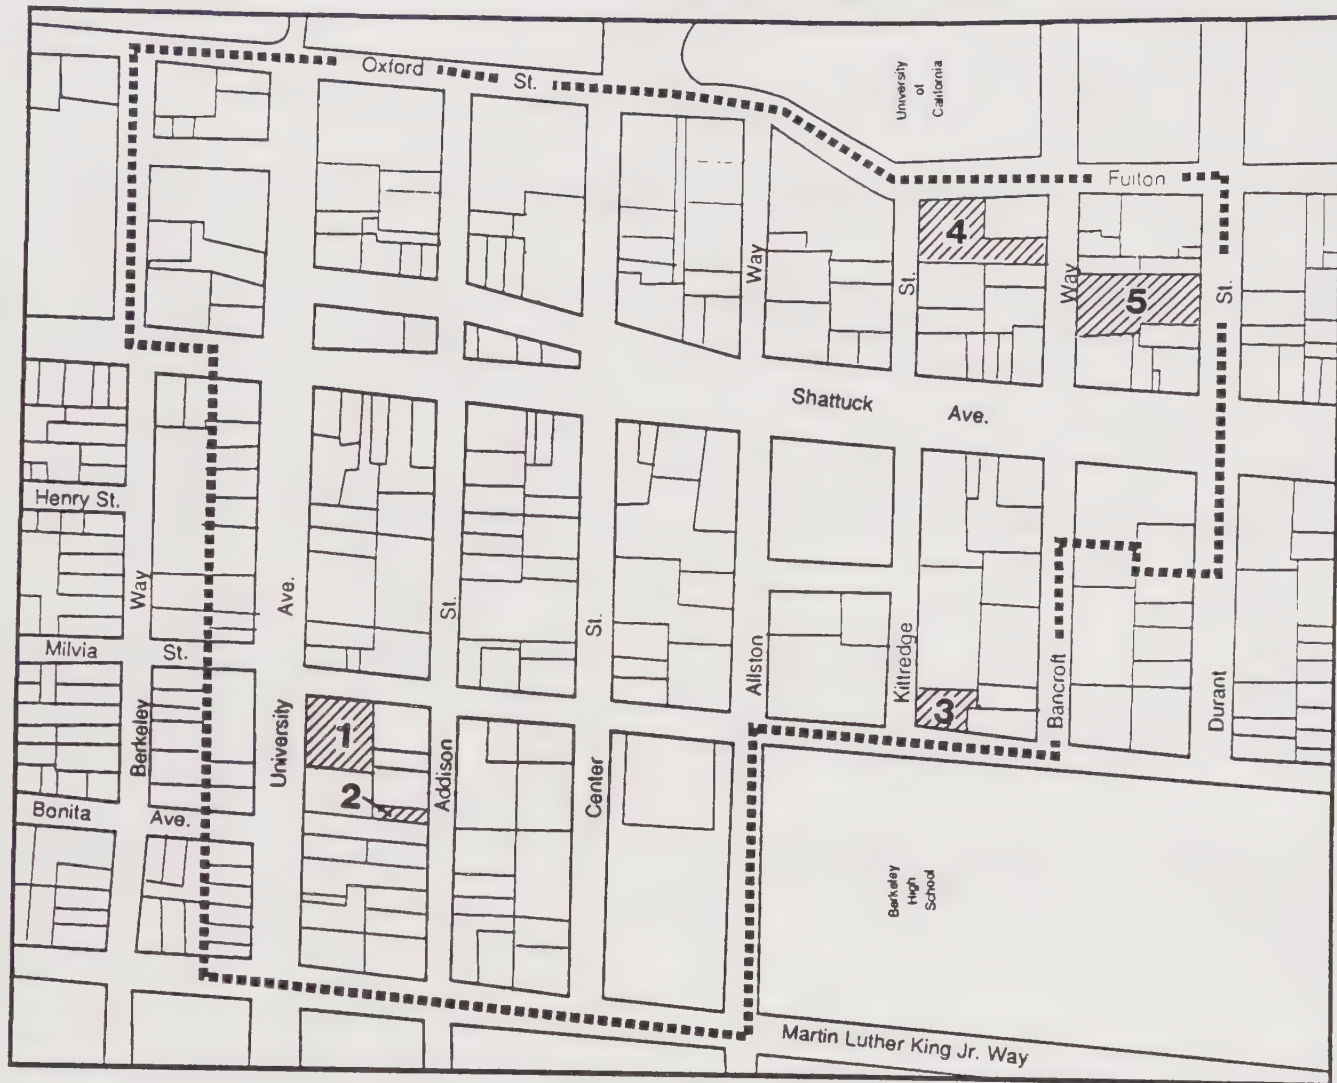 Oxford St.
University
of
California
Fulton
4
Way
St.
Way
5
St.
Shattuck Ave.
Henry St.
Way
Ave.
St.
St.
Milvia St.
Allston
Kittredge
Bancroft
Durant
1
3
Berkeley
University
2
Addison
Center
Bonita Ave.
Berkeley
High
School
Martin Luther King Jr. Way